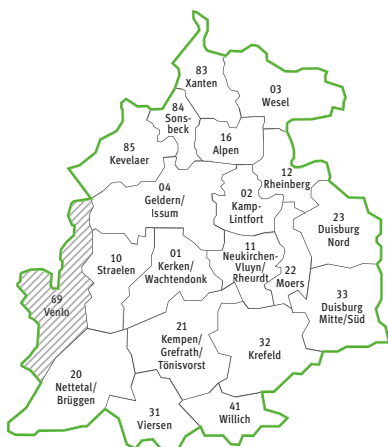 83
Xanten
03
Wesel
84
Sons-
beck
16
Alpen
85
Kevelaer
12
Rheinberg
04
Geldern/
Issum
02
Kamp-
Lintfort
23
Duisburg
Nord
10
Straelen
01
Kerken/
Wachtendonk
11
Neukirchen-
Vluyn/
Rheurdt
22
Moers
69
Venlo
33
Duisburg
Mitte/Süd
21
Kempen/
Grefrath/
Tönisvorst
32
Krefeld
20
Nettetal/
Brüggen
31
Viersen
41
Willich